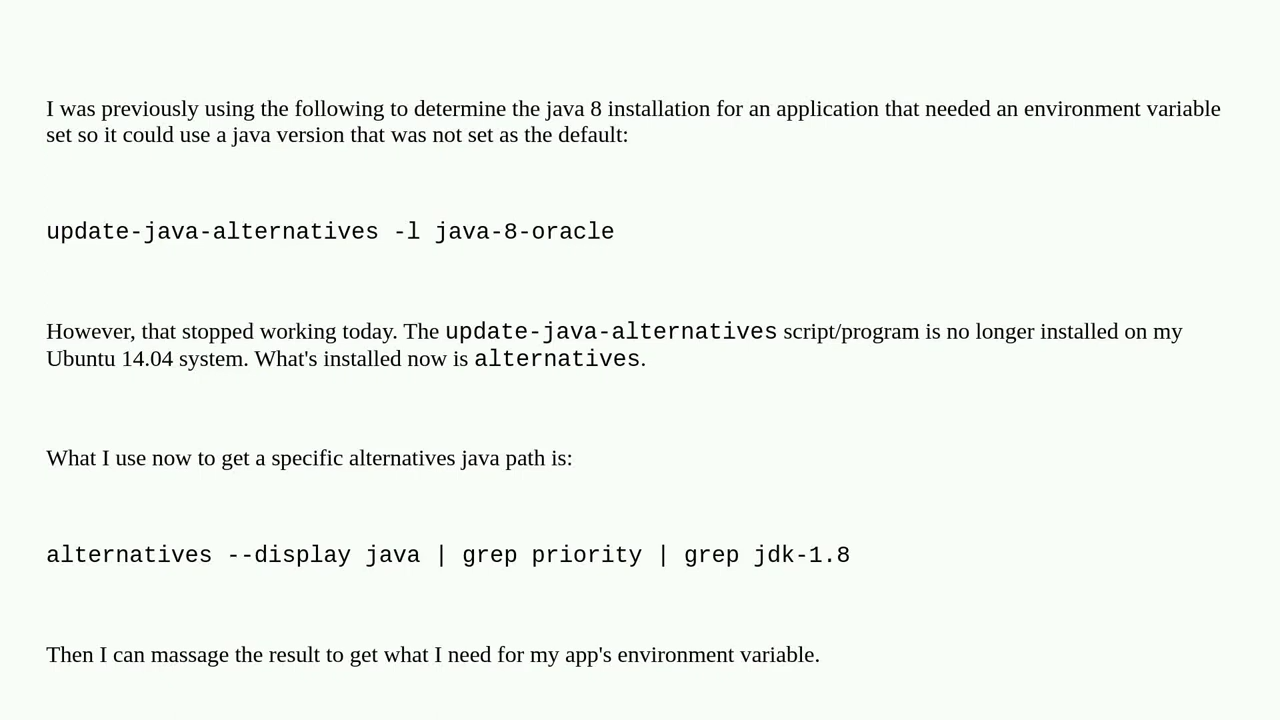 I was previously using the following to determine the java 8 installation for an application that needed an environment variable
set so it could use a java version that was not set as the default:
update-java-alternatives -l java-8-oracle
However, that stopped working today. The update-java-alternatives script/program is no longer installed on my
Ubuntu 14.04 system. What's installed now is alternatives.
What I use now to get a specific alternatives java path is:
alternatives --display java | grep priority | grep jdk-1.8
Then I can massage the result to get what I need for my app's environment variable.